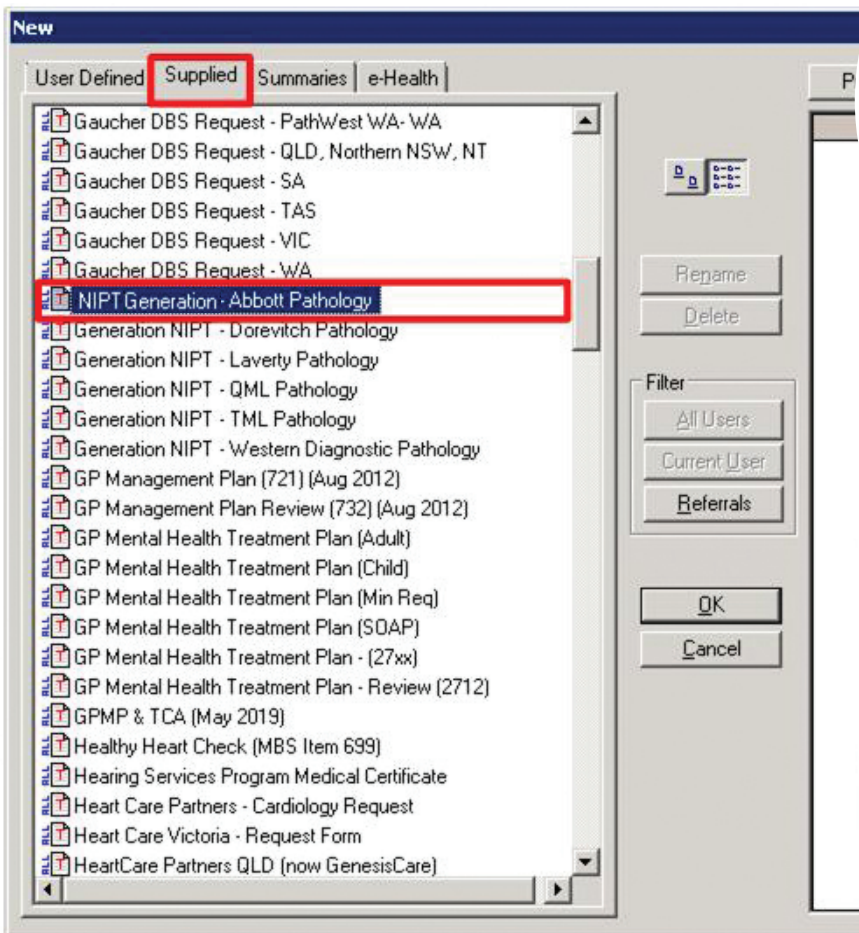 New
User Defined Supplied Summaries e-Health
P
Gaucher DBS Request - PathWest WA- WA
Gaucher DBS Request - QLD, Northern NSW, NT
Gaucher DBS Request - SA
Gaucher DBS Request - TAS
Gaucher DBS Request - VIC
Gaucher DBS Request - WA
NIPT Generation - Abbott Pathology
Generation NIPT - Dorevitch Pathology
Generation NIPT - Laverty Pathology
Generation NIPT - QML Pathology
Generation NIPT - TML Pathology
Generation NIPT - Western Diagnostic Pathology
GP Management Plan (721) (Aug 2012)
GP Management Plan Review (732) (Aug 2012)
GP Mental Health Treatment Plan (Adult)
GP Mental Health Treatment Plan (Child)
GP Mental Health Treatment Plan (Min Req)
GP Mental Health Treatment Plan (SOAP)
GP Mental Health Treatment Plan - (27xx)
GP Mental Health Treatment Plan - Review (2712)
GPMP & TCA (May 2019)
Healthy Heart Check (MBS Item 699)
Hearing Services Program Medical Certificate
Heart Care Partners - Cardiology Request
Heart Care Victoria - Request Form
HeartCare Partners QLD (now GenesisCare)
Rename
Delete
Filter
All Users
Current User
Referrals
OK
Cancel